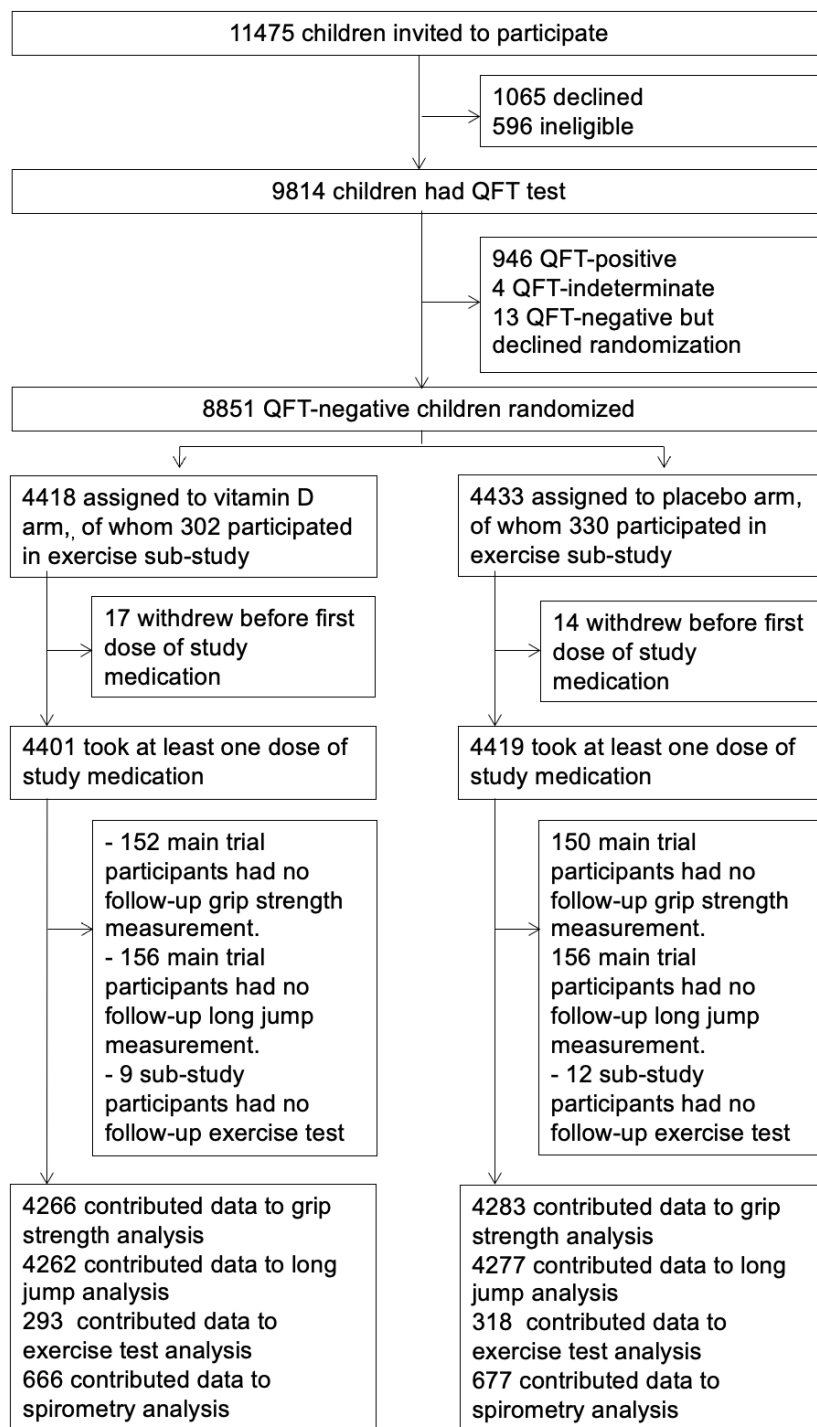 11475 children invited to participate
1065 declined
596 ineligible
9814 children had QFT test
946 QFT-positive
4 QFT-indeterminate
13 QFT-negative but
declined randomization
8851 QFT-negative children randomized
4418 assigned to vitamin D
arm,, of whom 302 participated
in exercise sub-study
4433 assigned to placebo arm,
of whom 330 participated in
exercise sub-study
17 withdrew before first
dose of study
medication
14 withdrew before first
dose of study
medication
4401 took at least one dose of
study medication
4419 took at least one dose of
study medication
- 152 main trial
participants had no
follow-up grip strength
measurement.
- 156 main trial
participants had no
follow-up long jump
measurement.
- 9 sub-study
participants had no
follow-up exercise test
150 main trial
participants had no
follow-up grip strength
measurement.
156 main trial
participants had no
follow-up long jump
measurement.
- 12 sub-study
participants had no
follow-up exercise test
4266 contributed data to grip
strength analysis
4262 contributed data to long
jump analysis
293 contributed data to
exercise test analysis
666 contributed data to
spirometry analysis
4283 contributed data to grip
strength analysis
4277 contributed data to long
jump analysis
318 contributed data to
exercise test analysis
677 contributed data to
spirometry analysis